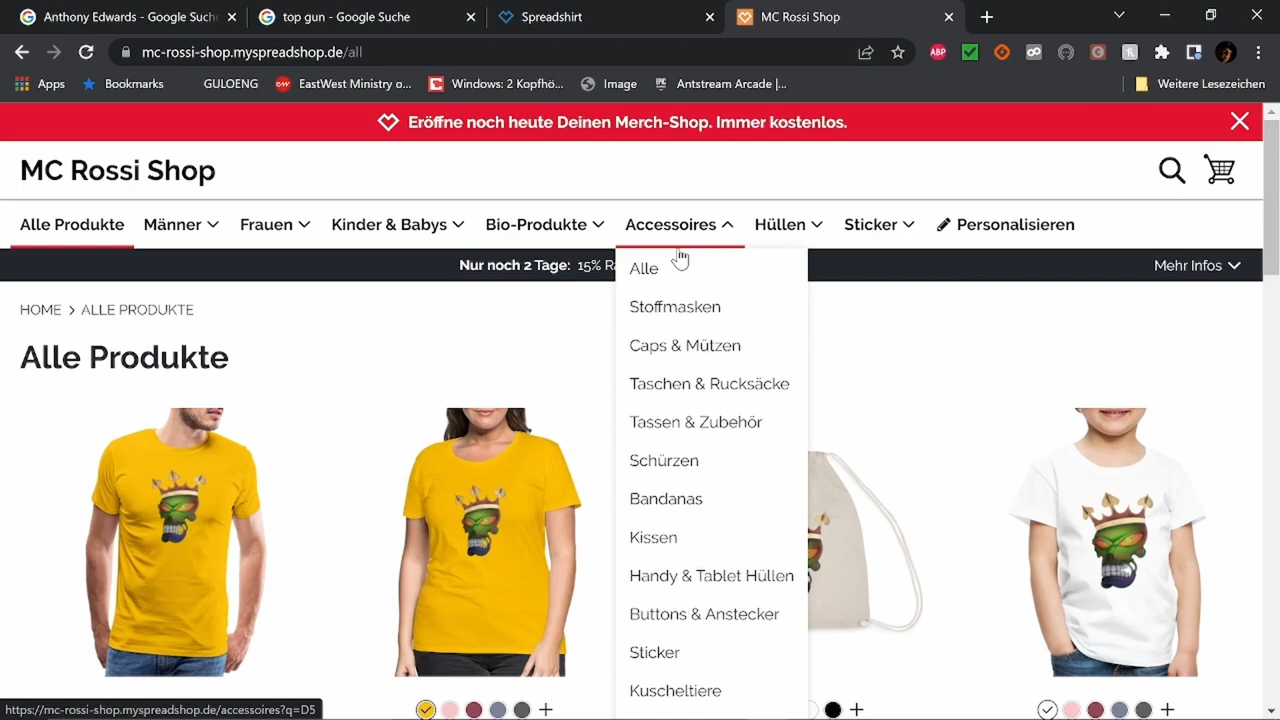 Anthony Edwards - Google Suche
top gun - Google Suche
Spreadshirt
MC Rossi Shop
mc-rossi-shop.myspreadshop.de/all
ABP
Apps
Bookmarks
GULOENG
EastWest Ministry o...
Windows: 2 Kopfhö...
Image
Antstream Arcade |...
Weitere Lesezeichen
Eröffne noch heute Deinen Merch-Shop. Immer kostenlos.
MC Rossi Shop
Alle Produkte
Männer
Frauen
Kinder & Babys
Bio-Produkte
Accessoires
Hüllen
Sticker
Personalisieren
Nur noch 2 Tage: 15% R
Mehr Infos
HOME > ALLE PRODUKTE
Alle Produkte
Alle
Stoffmasken
Caps & Mützen
Taschen & Rucksäcke
Tassen & Zubehör
Schürzen
Bandanas
Kissen
Handy & Tablet Hüllen
Buttons & Anstecker
Sticker
Kuscheltiere
https://mc-rossi-shop.myspreadshop.de/accessoires?q=D5